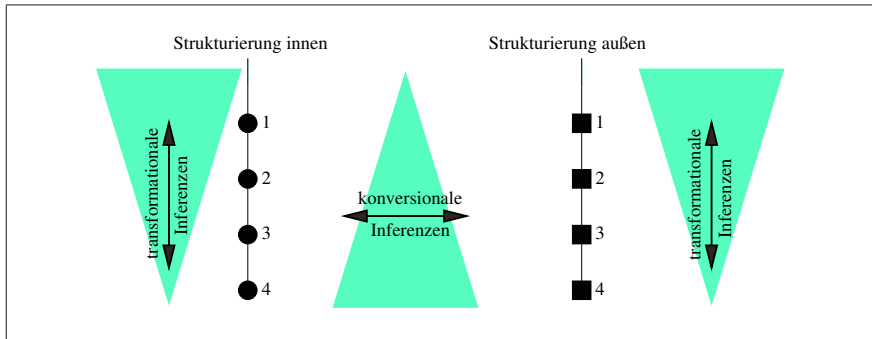 Strukturierung innen
Strukturierung außen
transformationale
Inferenzen
1
2
3
4
konversionale
Inferenzen
1
2
3
4
transformationale
Inferenzen